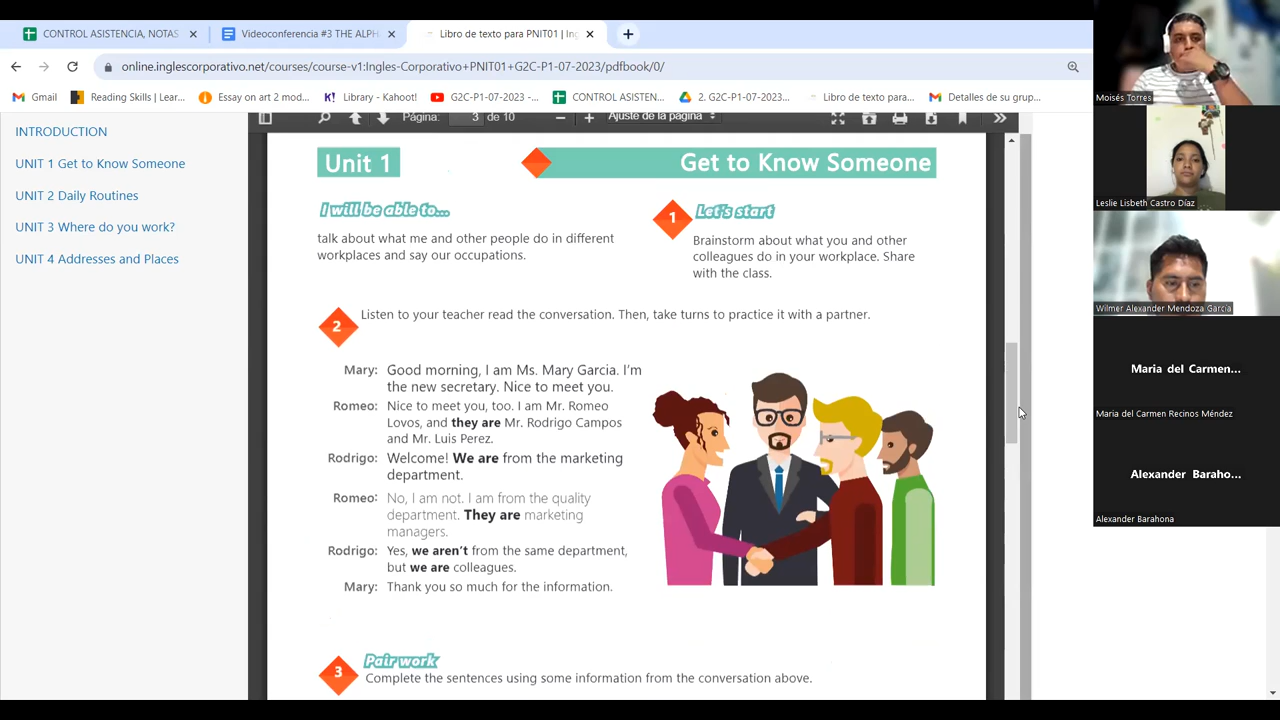 CONTROL ASISTENCIA, NOTAS
Videoconferencia #3 THE ALPH
Libro de texto para PNIT01 | Ing
online.inglescorporativo.net/courses/course-v1:Ingles-Corporativo+PNIT01+G2C-P1-07-2023/pdfbook/0/
Gmail
Reading Skills | Lear...
Essay on art 2 mod...
Library - Kahoot!
2023 -...
CONTROL ASISTEN...
2. GC-P1-07-2023...
Libro de texto para...
Detalles de su grup...
INTRODUCTION
UNIT 1 Get to Know Someone
UNIT 2 Daily Routines
UNIT 3 Where do you work?
UNIT 4 Addresses and Places
Página: 3 de 10
Ajuste de la página
Unit 1
Get to Know Someone
I will be able to...
talk about what me and other people do in different
workplaces and say our occupations.
1
Let's start
Brainstorm about what you and other
colleagues do in your workplace. Share
with the class.
2
Listen to your teacher read the conversation. Then, take turns to practice it with a partner.
Mary: Good morning, I am Ms. Mary Garcia. I'm
the new secretary. Nice to meet you.
Romeo: Nice to meet you, too. I am Mr. Romeo
Lovos, and they are Mr. Rodrigo Campos
and Mr. Luis Perez.
Rodrigo: Welcome! We are from the marketing
department.
Romeo: No, I am not. I am from the quality
department. They are marketing
managers.
Rodrigo: Yes, we aren't from the same department,
but we are colleagues.
Mary: Thank you so much for the information.
3
Pair work
Complete the sentences using some information from the conversation above.
Moisés Torres
Leslie Lisbeth Castro Díaz
Wilmer Alexander Mendoza García
Maria del Carmen...
Maria del Carmen Recinos Méndez
Alexander Baraho...
Alexander Barahona